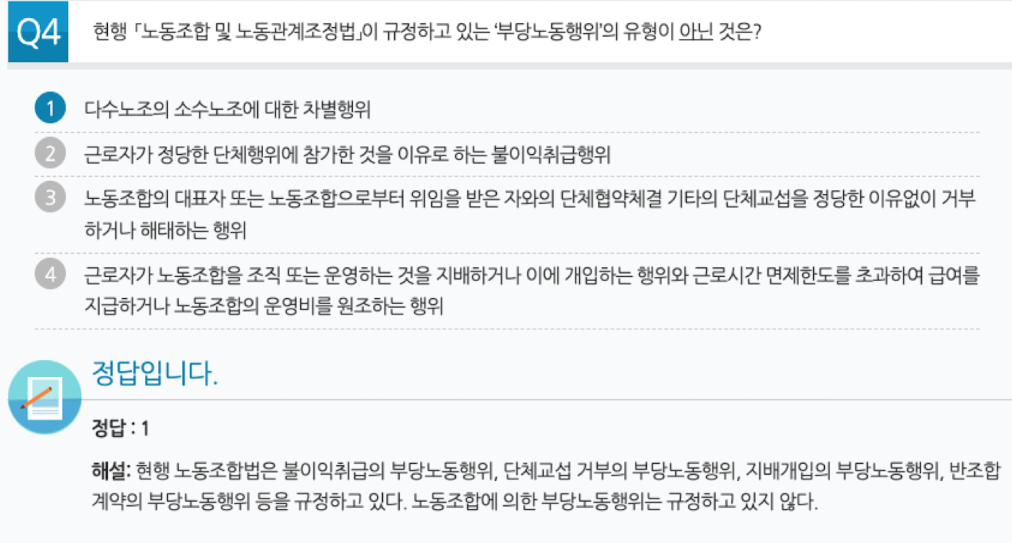 Q4 현행 「노동조합 및 노동관계조정법」이 규정하고 있는 '부당노동행위'의 유형이 아닌 것은?
1 다수노조의 소수노조에 대한 차별행위
2 근로자가 정당한 단체행위에 참가한 것을 이유로 하는 불이익취급행위
3 노동조합의 대표자 또는 노동조합으로부터 위임을 받은 자와의 단체협약체결 기타의 단체교섭을 정당한 이유없이 거부
하거나 해태하는 행위
4 근로자가 노동조합을 조직 또는 운영하는 것을 지배하거나 이에 개입하는 행위와 근로시간 면제한도를 초과하여 급여를
지급하거나 노동조합의 운영비를 원조하는 행위
정답입니다.
정답 : 1
해설: 현행 노동조합법은 불이익취급의 부당노동행위, 단체교섭 거부의 부당노동행위, 지배개입의 부당노동행위, 반조합
계약의 부당노동행위 등을 규정하고 있다. 노동조합에 의한 부당노동행위는 규정하고 있지 않다.